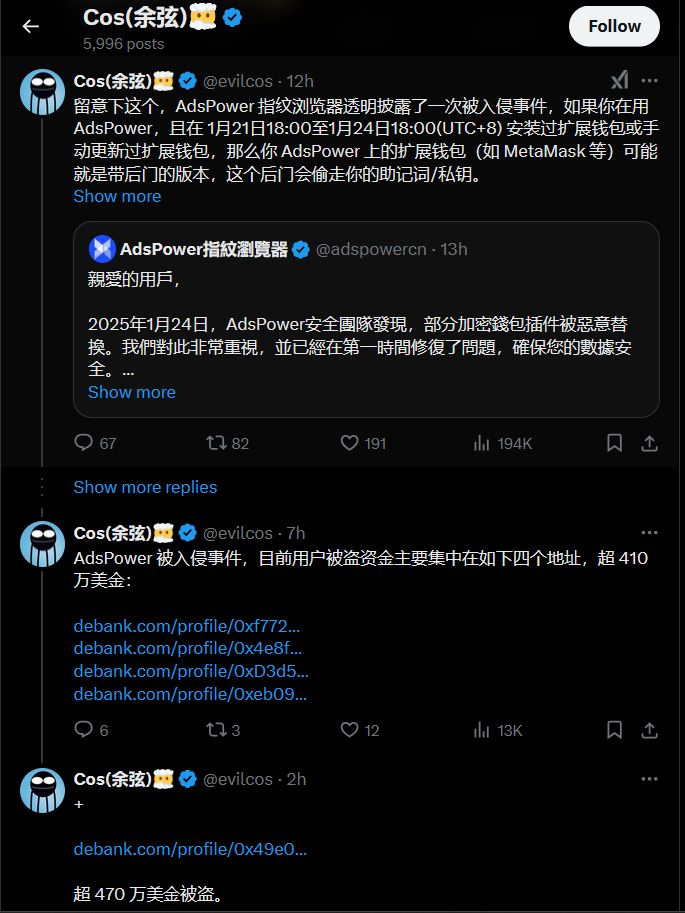 Cos(余弦)
5,996 posts
Follow
Cos(余弦) @evilcos · 12h
留意下这个，AdsPower 指纹浏览器透明披露了一次被入侵事件，如果你在用
AdsPower，且在 1月21日18:00至1月24日18:00(UTC+8) 安装过扩展钱包或手
动更新过扩展钱包，那么你 AdsPower 上的扩展钱包（如 MetaMask 等）可能
就是带后门的版本，这个后门会偷走你的助记词/私钥。
Show more
AdsPower指紋瀏覽器 @adspowercn · 13h
親愛的用戶，
2025年1月24日，AdsPower安全團隊發現，部分加密錢包插件被惡意替
換。我們對此非常重視，並已經在第一時間修復了問題，確保您的數據安
全。...
Show more
67 82 191 194K
Show more replies
Cos(余弦) @evilcos · 7h
AdsPower 被入侵事件，目前用户被盗资金主要集中在如下四个地址，超 410
万美金：
debank.com/profile/0xf772...
debank.com/profile/0x4e8f...
debank.com/profile/0xD3d5...
debank.com/profile/0xeb09...
6 3 12 13K
Cos(余弦) @evilcos · 2h
+
debank.com/profile/0x49e0...
超 470 万美金被盗。